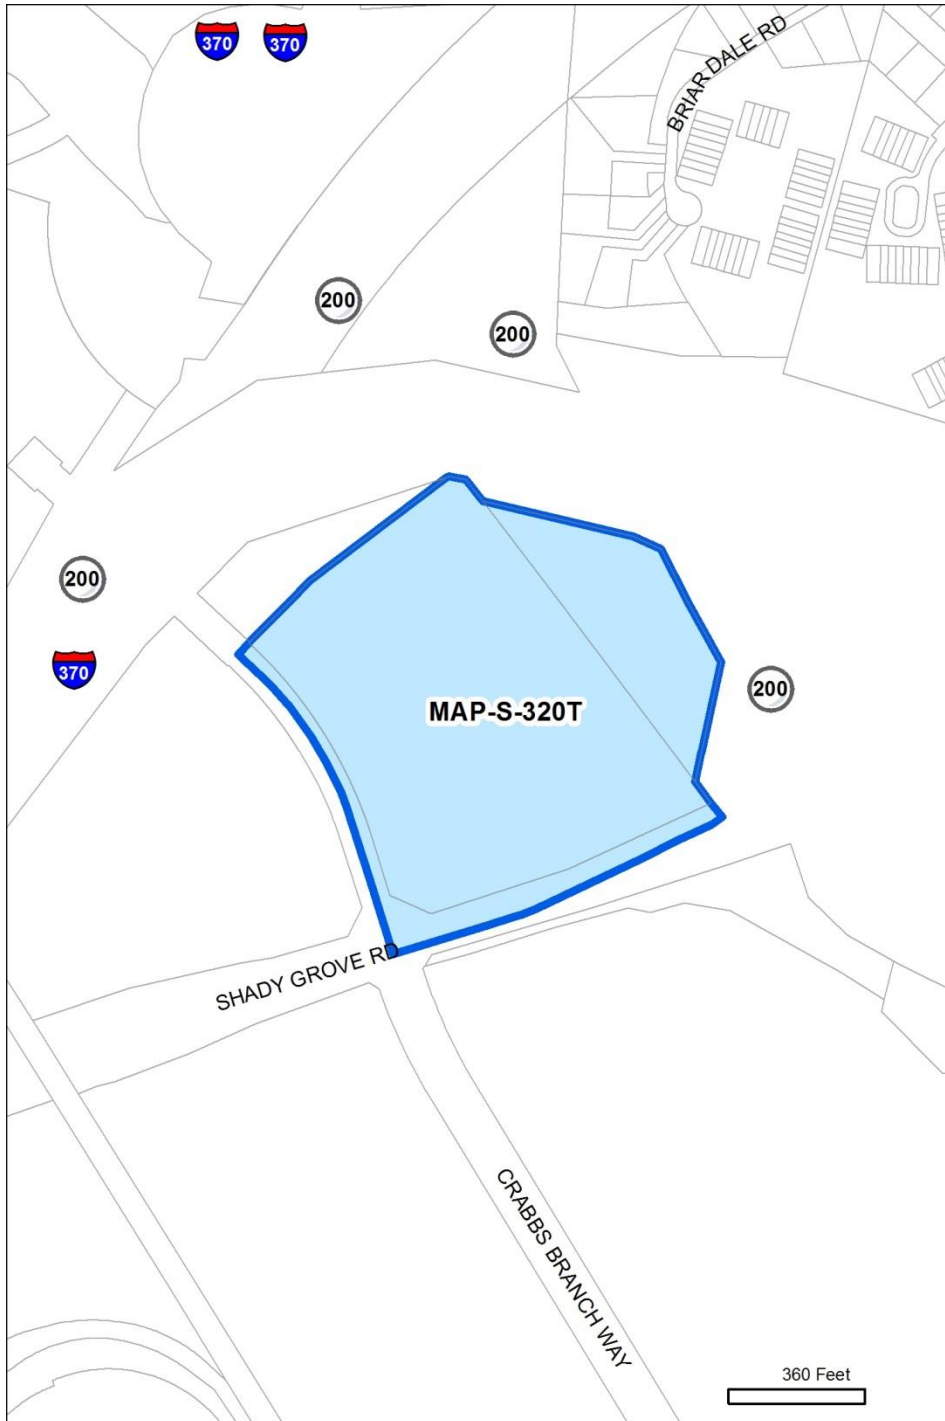 370
370
BRIAR DALE RD
200
200
200
370
MAP-S-320T
200
SHADY GROVE RD
CRABBS BRANCH WAY
360 Feet